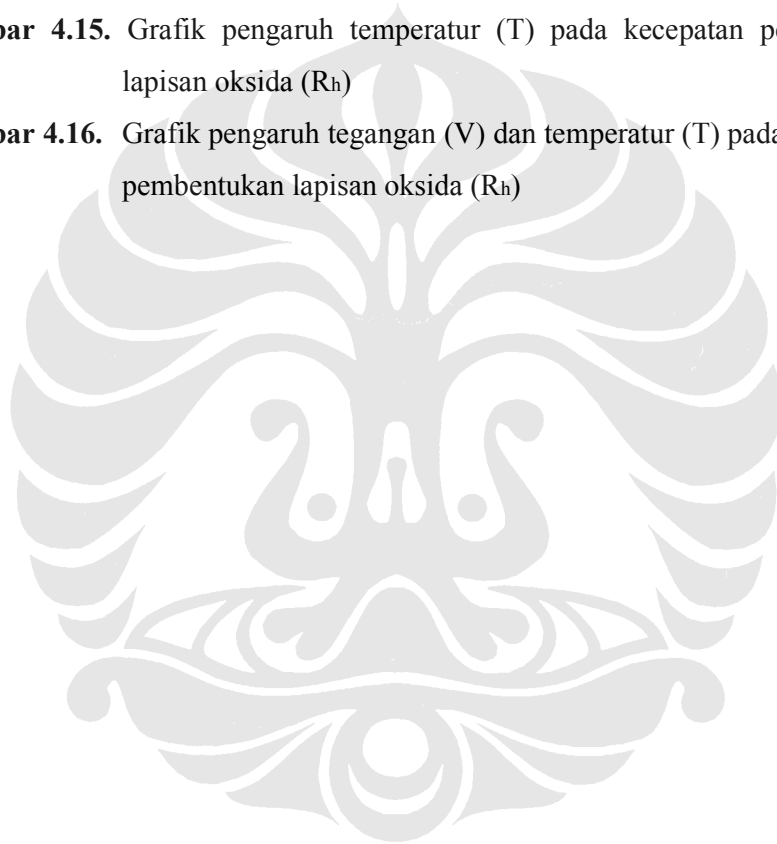 bar 4.15. Grafik pengaruh temperatur (T) pada kecepatan pe
lapisan oksida (Rh)
bar 4.16. Grafik pengaruh tegangan (V) dan temperatur (T) pada
pembentukan lapisan oksida (Rh)